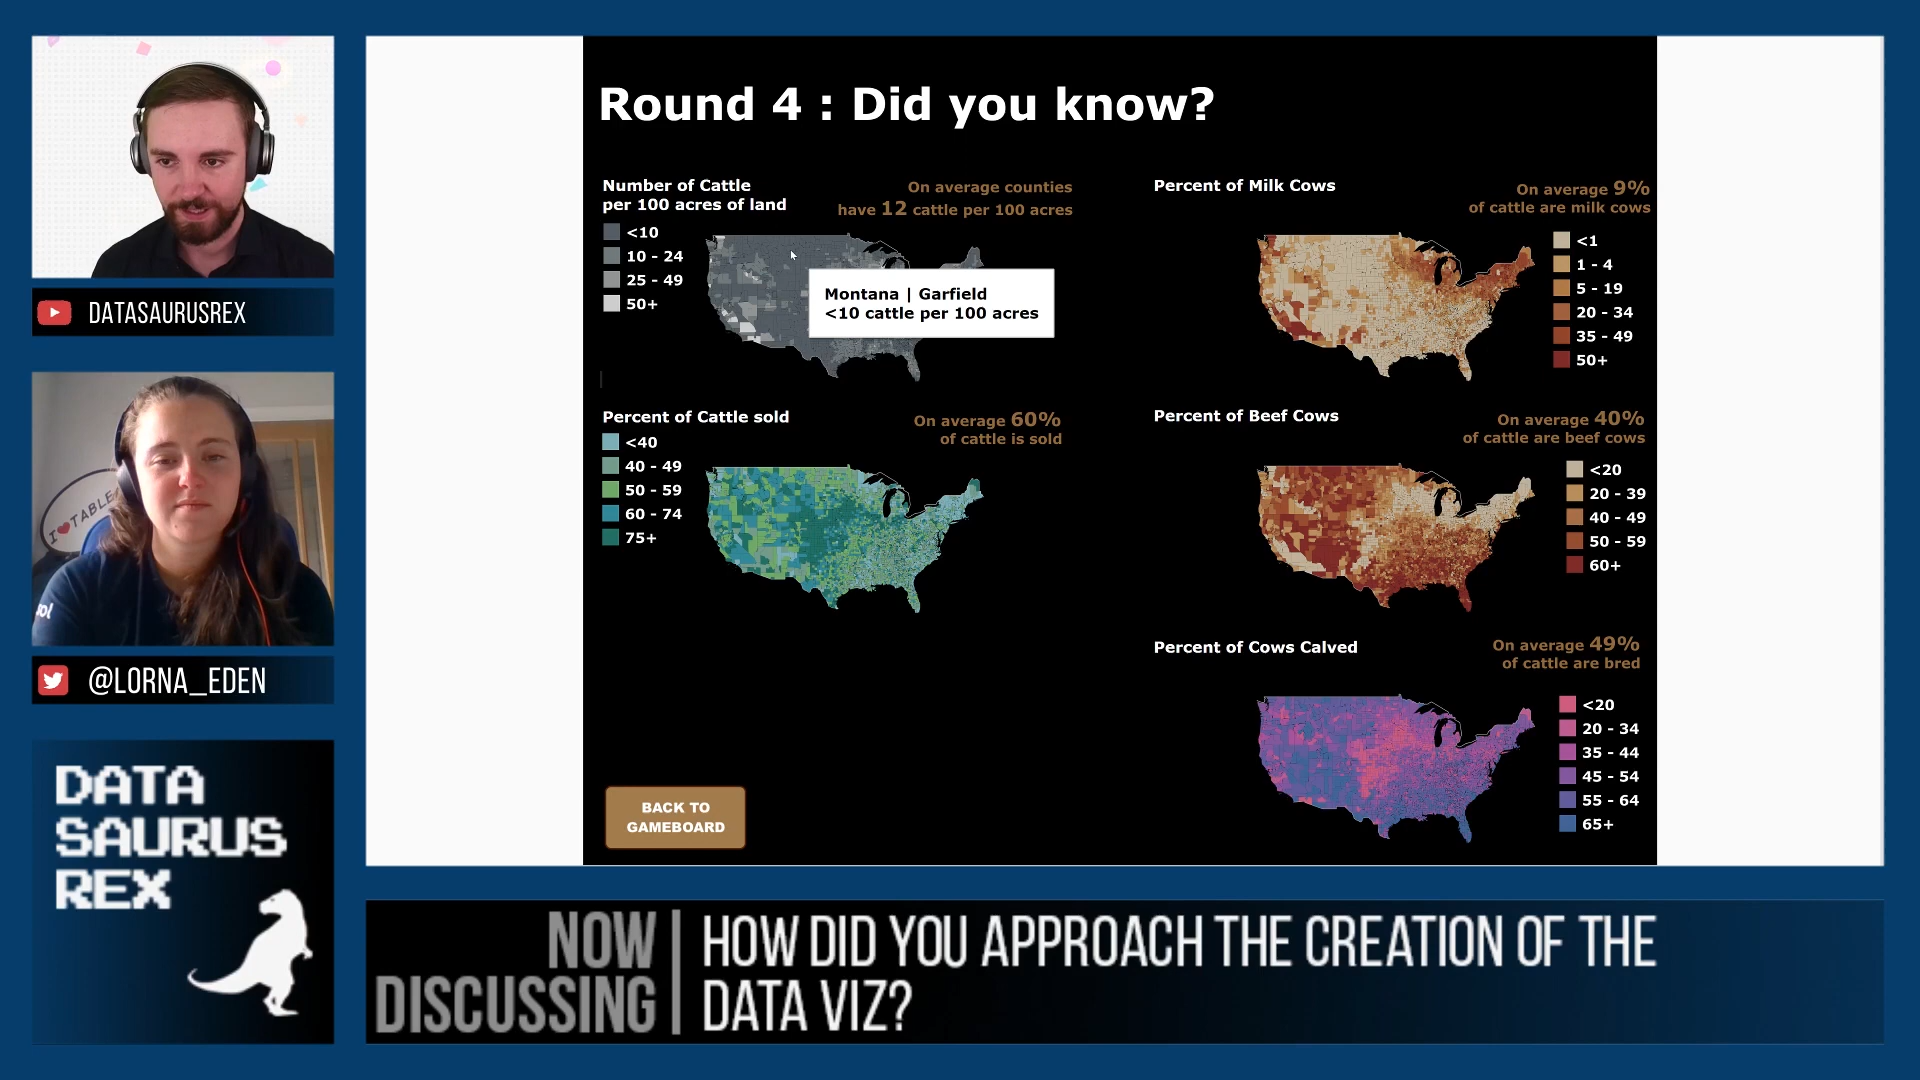 DATASAURUSREX
I ❤ TABLE
ol
@LORNA_EDEN
DATA
SAURUS
REX
Round 4 : Did you know?
Number of Cattle
per 100 acres of land
On average counties
have 12 cattle per 100 acres
<10
10 - 24
25 - 49
50+
Montana | Garfield
<10 cattle per 100 acres
Percent of Milk Cows
On average 9%
of cattle are milk cows
<1
1 - 4
5 - 19
20 - 34
35 - 49
50+
Percent of Cattle sold
On average 60%
of cattle is sold
<40
40 - 49
50 - 59
60 - 74
75+
Percent of Beef Cows
On average 40%
of cattle are beef cows
<20
20 - 39
40 - 49
50 - 59
60+
Percent of Cows Calved
On average 49%
of cattle are bred
<20
20 - 34
35 - 44
45 - 54
55 - 64
65+
BACK TO
GAMEBOARD
NOW
DISCUSSING
HOW DID YOU APPROACH THE CREATION OF THE
DATA VIZ?